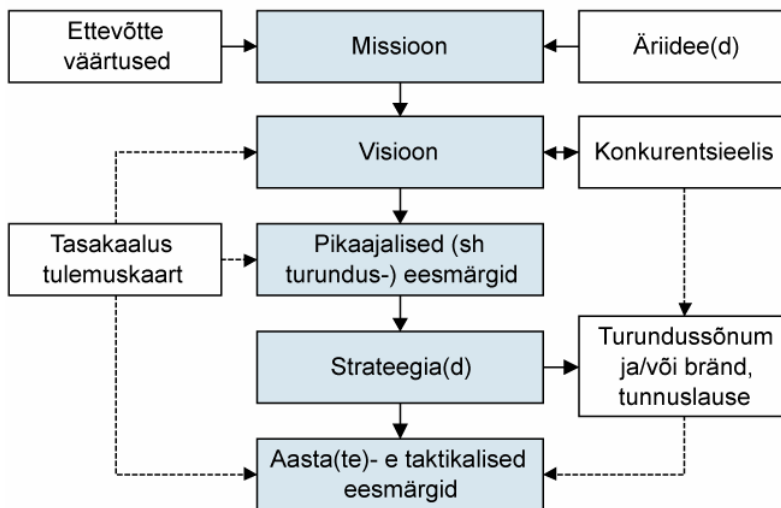 Ettevõtte
väärtused
Missioon
Äriidee(d)
Visioon
Konkurentsieelis
Tasakaalus
tulemuskaart
Pikaajalised (sh
turundus-) eesmärgid
Strateegia(d)
Turundussõnum
ja/või bränd,
tunnuslause
Aasta(te)- e taktikalised
eesmärgid